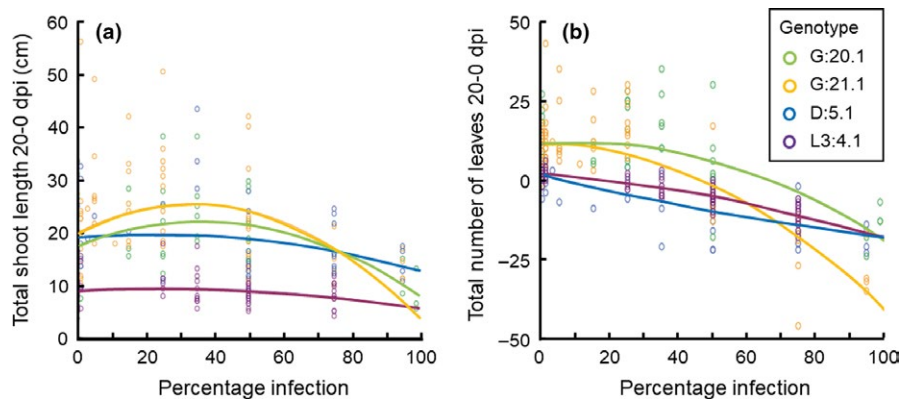 (a)
Total shoot length 20-0 dpi (cm)
60
50
40
30
20
10
0
0 20 40 60 80 100
Percentage infection
(b)
Total number of leaves 20-0 dpi
50
25
0
−25
−50
0 20 40 60 80 100
Percentage infection
Genotype
G:20.1
G:21.1
D:5.1
L3:4.1